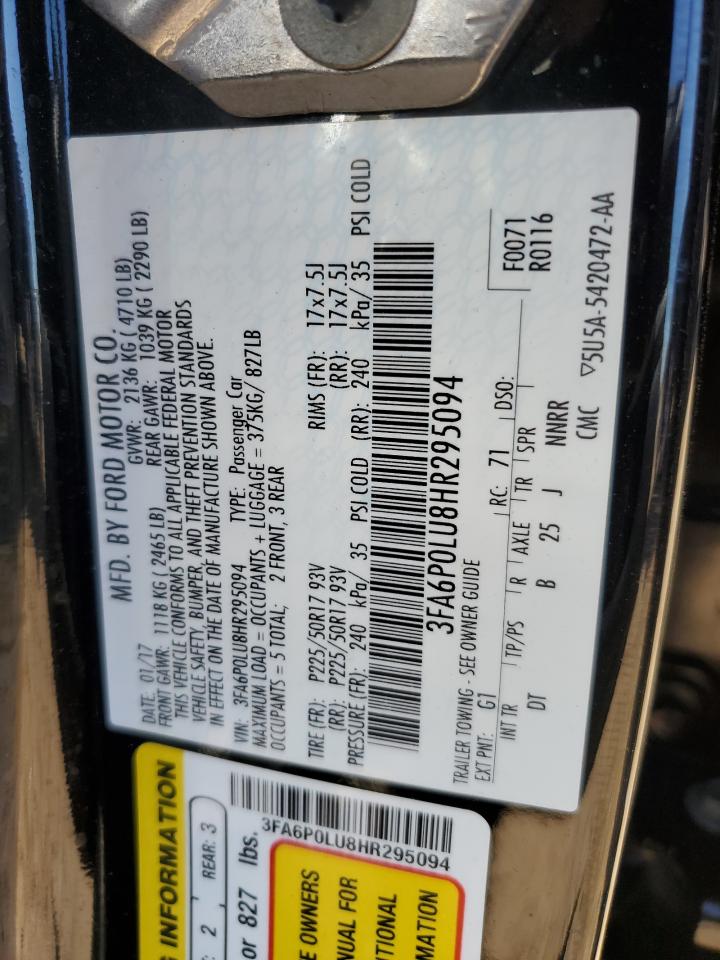 MFD. BY FORD MOTOR CO.
DATE: 01/17 GVWR: 2136 KG ( 4710 LB)
FRONT GAWR: 1118 KG ( 2465 LB) REAR GAWR: 1039 KG ( 2290 LB)
THIS VEHICLE CONFORMS TO ALL APPLICABLE FEDERAL MOTOR
VEHICLE SAFETY, BUMPER, AND THEFT PREVENTION STANDARDS
IN EFFECT ON THE DATE OF MANUFACTURE SHOWN ABOVE.
VIN: 3FA6P0LU8HR295094 TYPE: Passenger Car
MAXIMUM LOAD = OCCUPANTS + LUGGAGE = 375KG/ 827LB
OCCUPANTS = 5 TOTAL; 2 FRONT, 3 REAR
TIRE (FR): P225/50R17 93V RIMS (FR): 17x7.5J
(RR): P225/50R17 93V (RR): 17x7.5J
PRESSURE (FR): 240 kPa/ 35 PSI COLD (RR): 240 kPa/ 35 PSI COLD
3FA6P0LU8HR295094
TRAILER TOWING - SEE OWNER GUIDE
EXT PNT: G1 RC: 71 DSO: F0071
R0116
INT TR TP/PS R AXLE TR SPR
DT B 25 J NNRR
CMC ▽5U5A-5420472-AA
G INFORMATION
: 2 REAR: 3
or 827 lbs.
3FA6P0LU8HR295094
E OWNERS
NUAL FOR
ITIONAL
RMATION